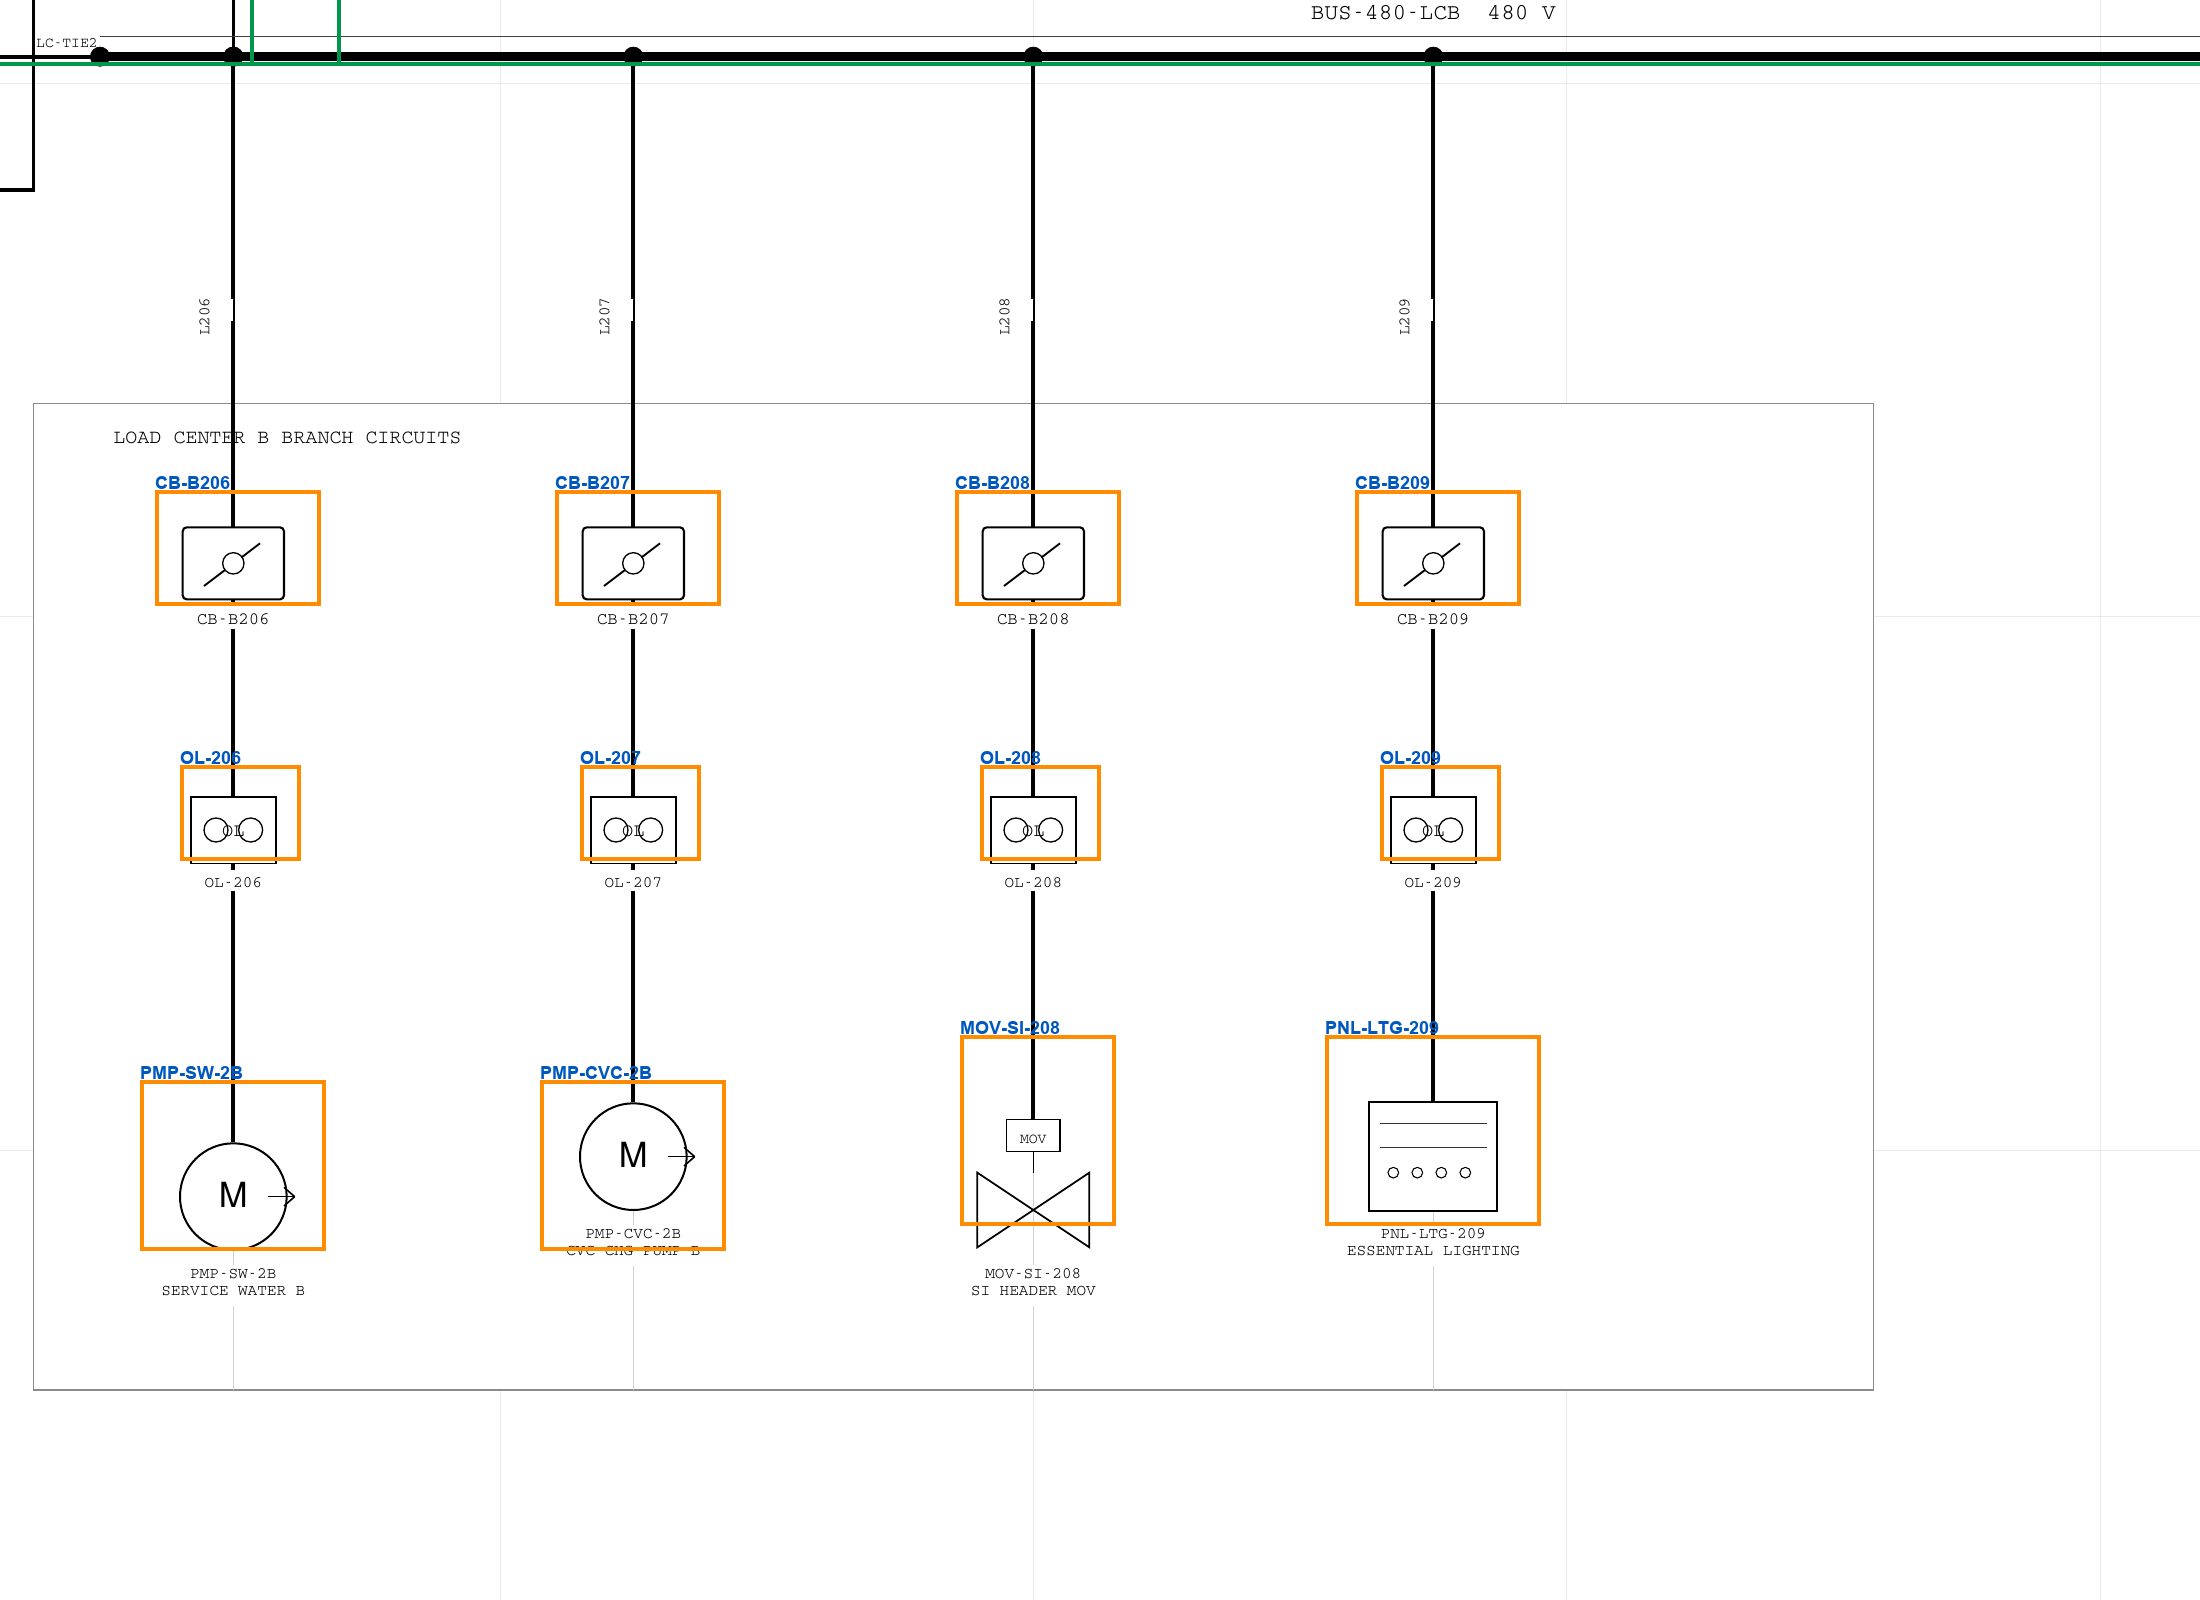 BUS-480-LCB 480 V
LC-TIE2
L206
L207
L208
L209
LOAD CENTER B BRANCH CIRCUITS
CB-B206
CB-B207
CB-B208
CB-B209
CB-B206
CB-B207
CB-B208
CB-B209
OL-206
OL-207
OL-208
OL-209
OL
OL
OL
OL
OL-206
OL-207
OL-208
OL-209
MOV-SI-208
PNL-LTG-209
PMP-SW-2B
PMP-CVC-2B
MOV
M
M
PMP-CVC-2B
CVC CHG PUMP B
PNL-LTG-209
ESSENTIAL LIGHTING
PMP-SW-2B
SERVICE WATER B
MOV-SI-208
SI HEADER MOV